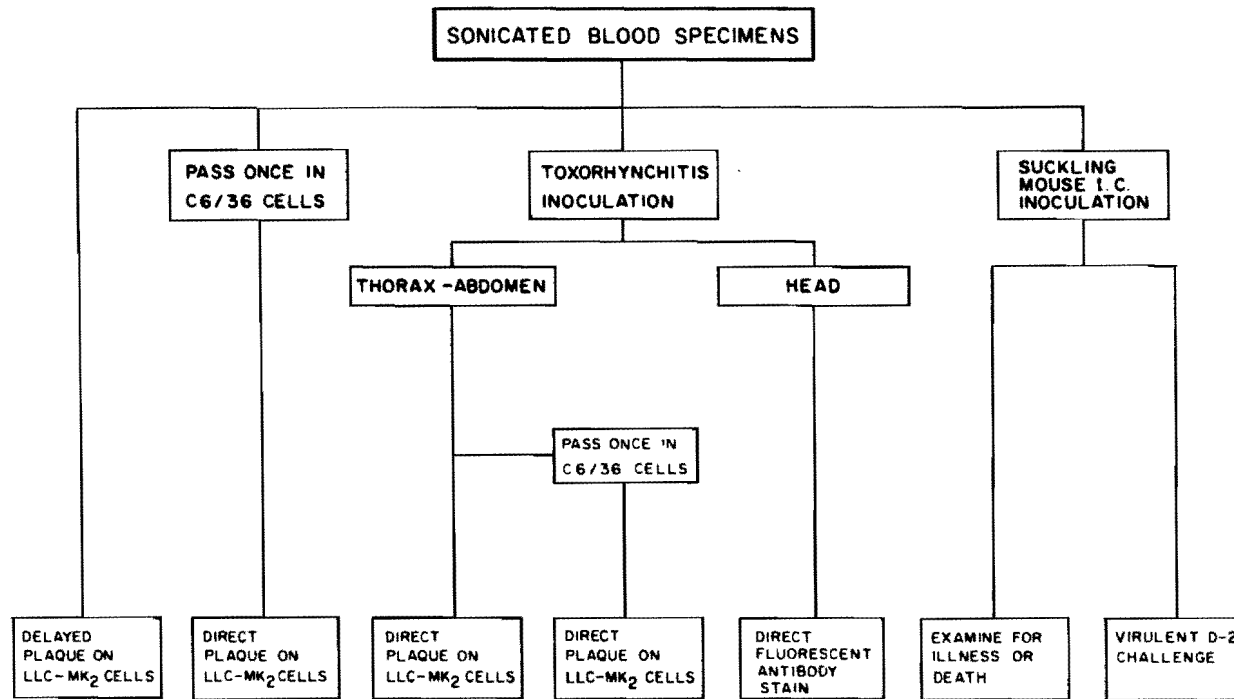 SONICATED BLOOD SPECIMENS
PASS ONCE IN
C6/36 CELLS
TOXORHYNCHITIS
INOCULATION
SUCKLING
MOUSE I.C.
INOCULATION
THORAX-ABDOMEN
HEAD
PASS ONCE IN
C6/36 CELLS
DELAYED
PLAQUE ON
LLC-MK₂ CELLS
DIRECT
PLAQUE ON
LLC-MK₂ CELLS
DIRECT
PLAQUE ON
LLC-MK₂ CELLS
DIRECT
PLAQUE ON
LLC-MK₂ CELLS
DIRECT
FLUORESCENT
ANTIBODY
STAIN
EXAMINE FOR
ILLNESS OR
DEATH
VIRULENT D-2
CHALLENGE